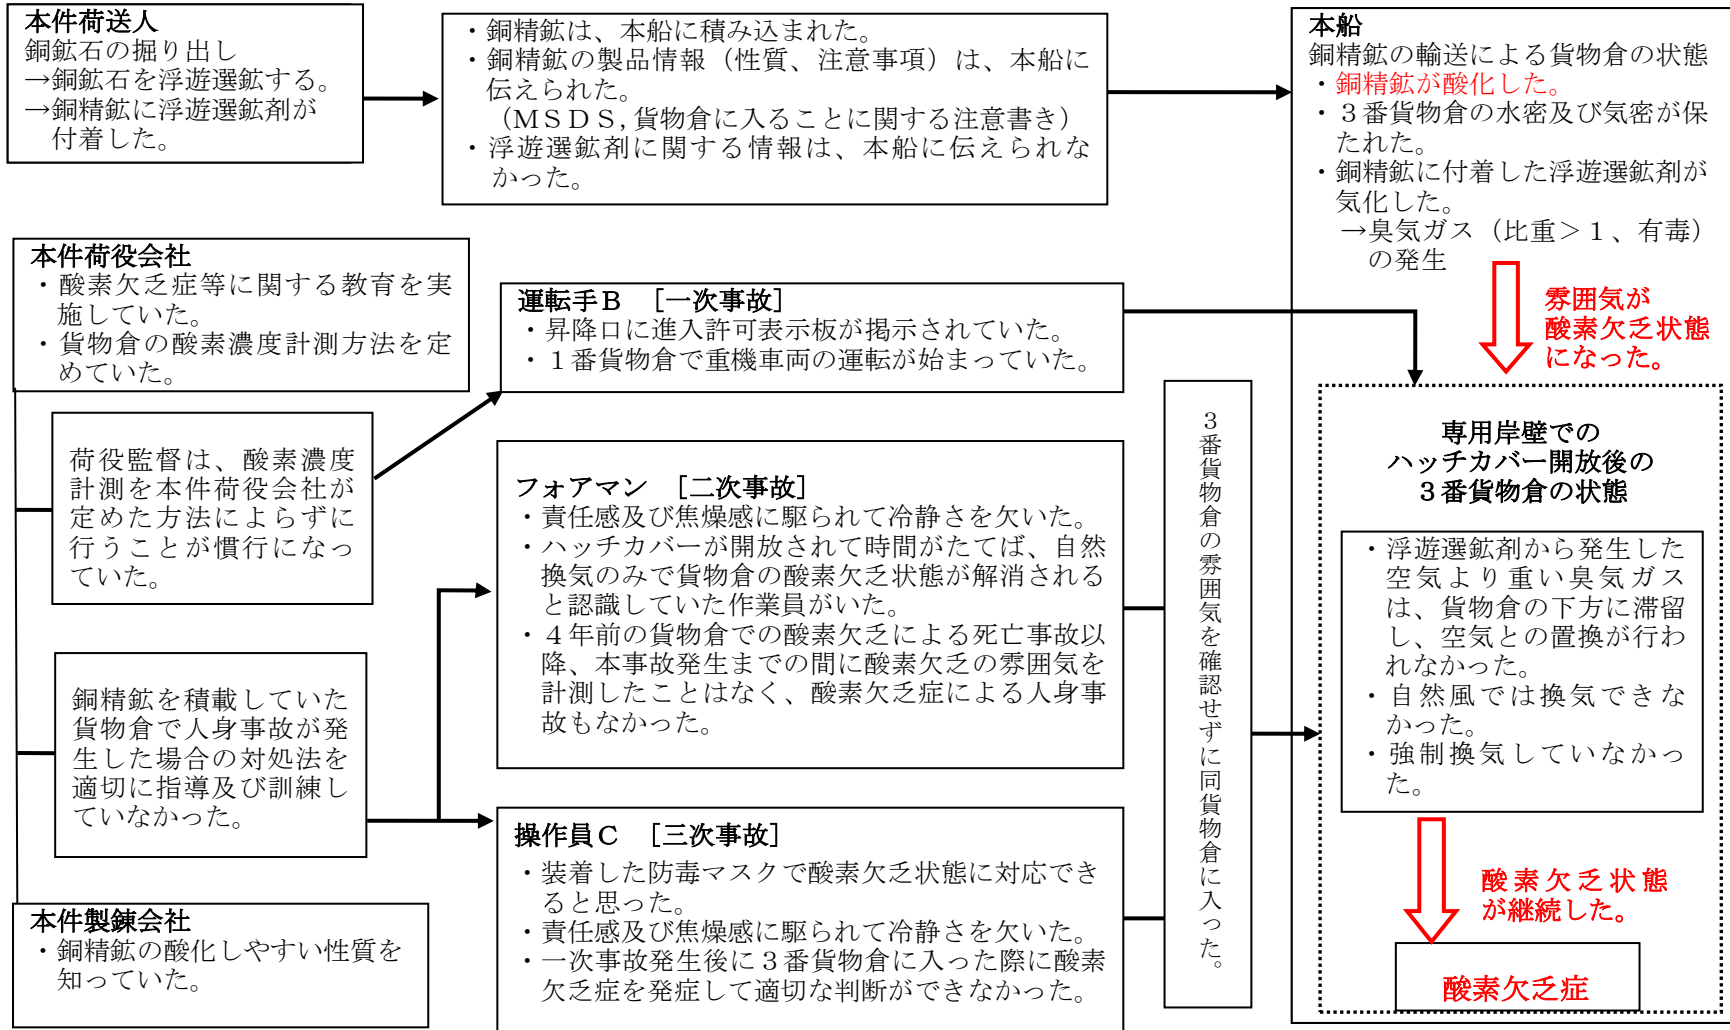 本件荷送人
銅鉱石の掘り出し
→銅鉱石を浮遊選鉱する。
→銅精鉱に浮遊選鉱剤が
付着した。
・銅精鉱は、本船に積み込まれた。
・銅精鉱の製品情報（性質、注意事項）は、本船に
伝えられた。
（ＭＳＤＳ,貨物倉に入ることに関する注意書き）
・浮遊選鉱剤に関する情報は、本船に伝えられな
かった。
本船
銅精鉱の輸送による貨物倉の状態
・銅精鉱が酸化した。
・３番貨物倉の水密及び気密が保
たれた。
・銅精鉱に付着した浮遊選鉱剤が
気化した。
→臭気ガス（比重＞１、有毒）
の発生
雰囲気が
酸素欠乏状態
になった。
本件荷役会社
・酸素欠乏症等に関する教育を実
施していた。
・貨物倉の酸素濃度計測方法を定
めていた。
荷役監督は、酸素濃度
計測を本件荷役会社が
定めた方法によらずに
行うことが慣行になっ
ていた。
銅精鉱を積載していた
貨物倉で人身事故が発
生した場合の対処法を
適切に指導及び訓練し
ていなかった。
本件製錬会社
・銅精鉱の酸化しやすい性質を
知っていた。
運転手Ｂ　［一次事故］
・昇降口に進入許可表示板が掲示されていた。
・１番貨物倉で重機車両の運転が始まっていた。
フォアマン　［二次事故］
・責任感及び焦燥感に駆られて冷静さを欠いた。
・ハッチカバーが開放されて時間がたてば、自然
換気のみで貨物倉の酸素欠乏状態が解消される
と認識していた作業員がいた。
・４年前の貨物倉での酸素欠乏による死亡事故以
降、本事故発生までの間に酸素欠乏の雰囲気を
計測したことはなく、酸素欠乏症による人身事
故もなかった。
操作員Ｃ　［三次事故］
・装着した防毒マスクで酸素欠乏状態に対応でき
ると思った。
・責任感及び焦燥感に駆られて冷静さを欠いた。
・一次事故発生後に３番貨物倉に入った際に酸素
欠乏症を発症して適切な判断ができなかった。
３番貨物倉の雰囲気を確認せずに同貨物倉に入った。
専用岸壁での
ハッチカバー開放後の
３番貨物倉の状態
・浮遊選鉱剤から発生した
空気より重い臭気ガス
は、貨物倉の下方に滞留
し、空気との置換が行わ
れなかった。
・自然風では換気できな
かった。
・強制換気していなかっ
た。
酸素欠乏状態
が継続した。
酸素欠乏症